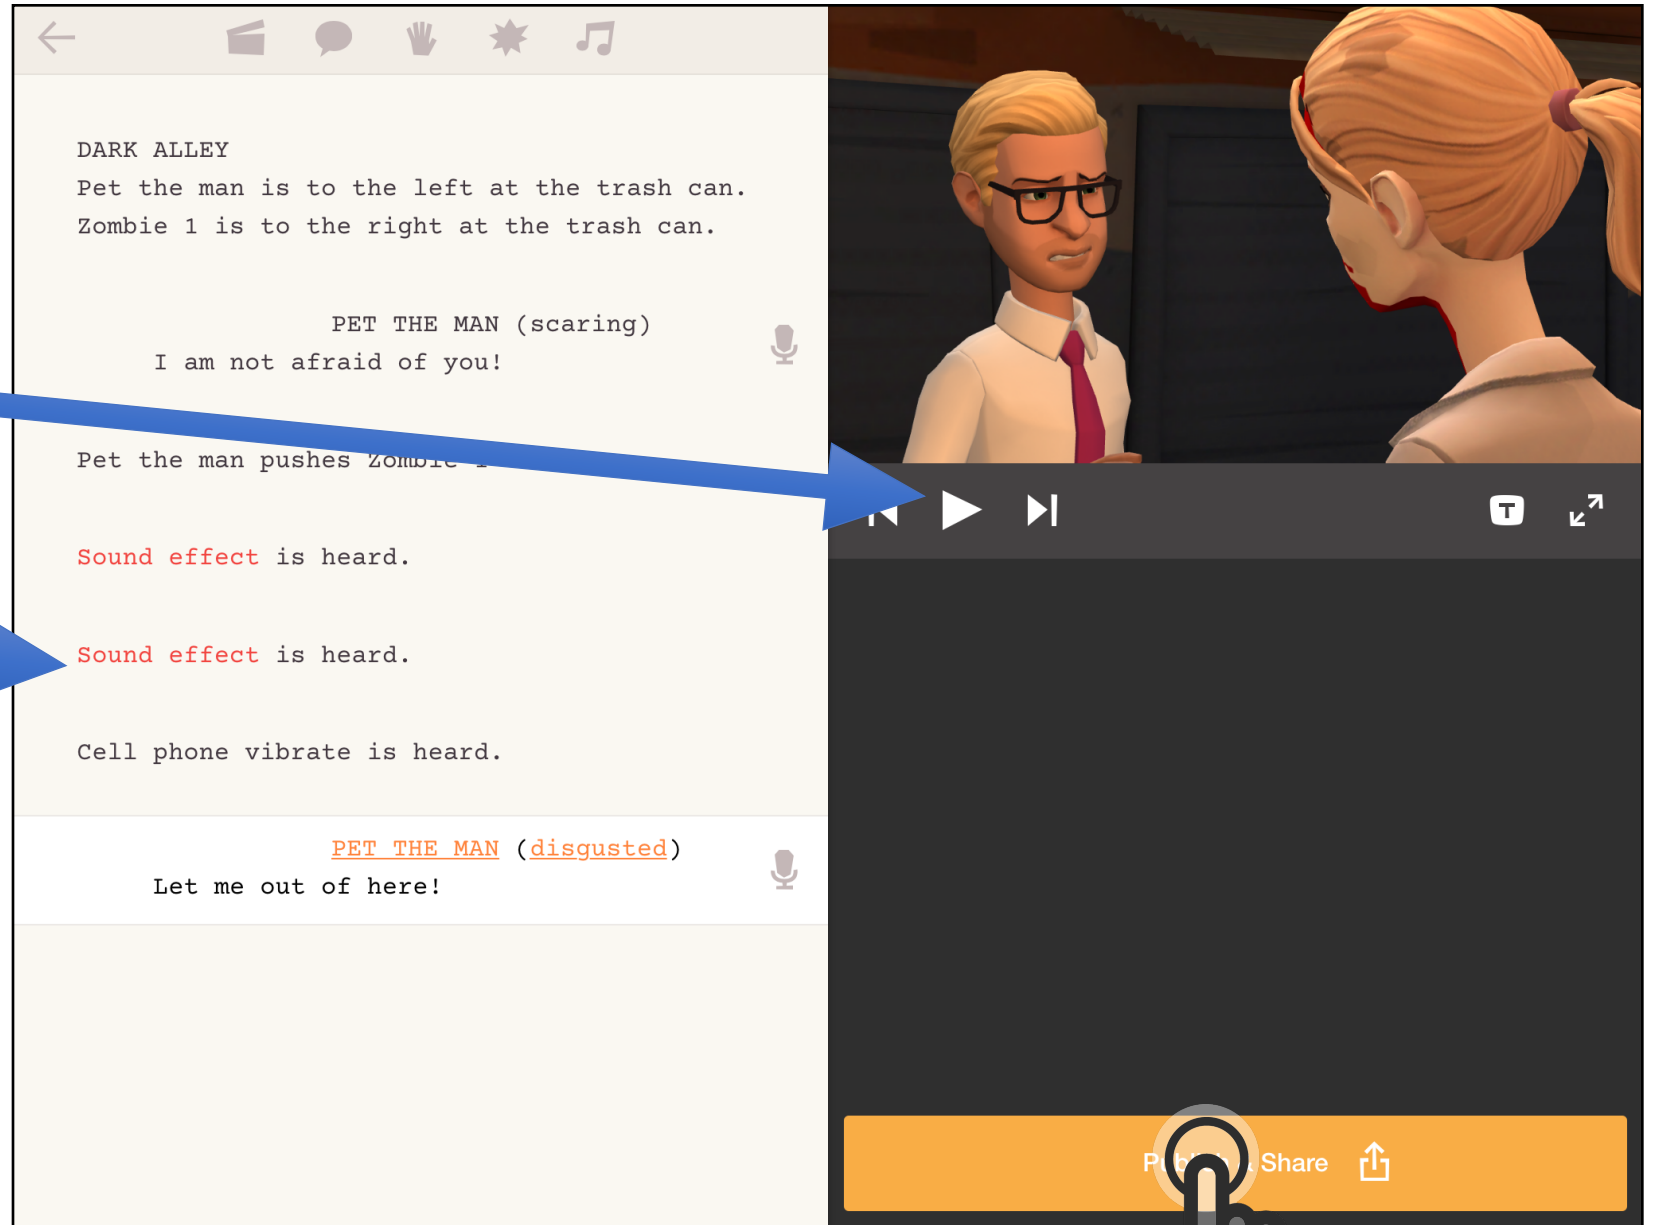 DARK ALLEY
Pet the man is to the left at the trash can.
Zombie 1 is to the right at the trash can.
PET THE MAN (scaring)
I am not afraid of you!
Pet the man pushes Zombie 1
Sound effect is heard.
Sound effect is heard.
Cell phone vibrate is heard.
PET THE MAN (disgusted)
Let me out of here!
T
Publish & Share